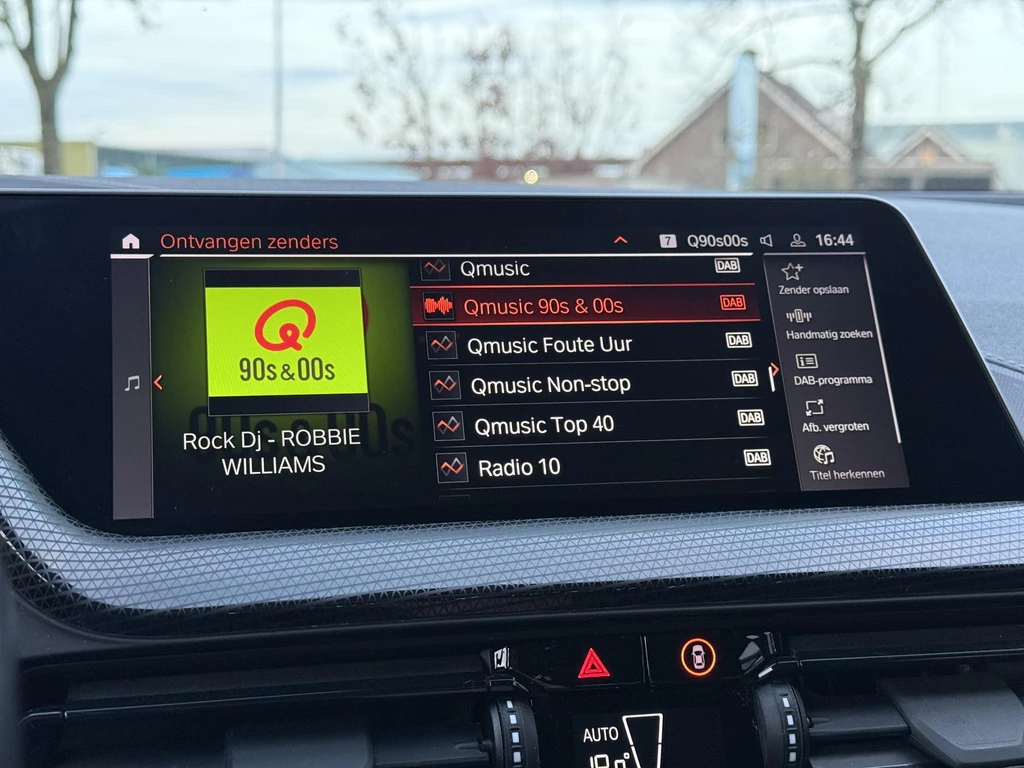 Ontvangen zenders
7 Q90s00s 16:44
90s & 00s
Rock Dj - ROBBIE
WILLIAMS
Qmusic DAB
Qmusic 90s & 00s DAB
Qmusic Foute Uur DAB
Qmusic Non-stop DAB
Qmusic Top 40 DAB
Radio 10 DAB
Zender opslaan
Handmatig zoeken
DAB-programma
Afb. vergroten
Titel herkennen
AUTO